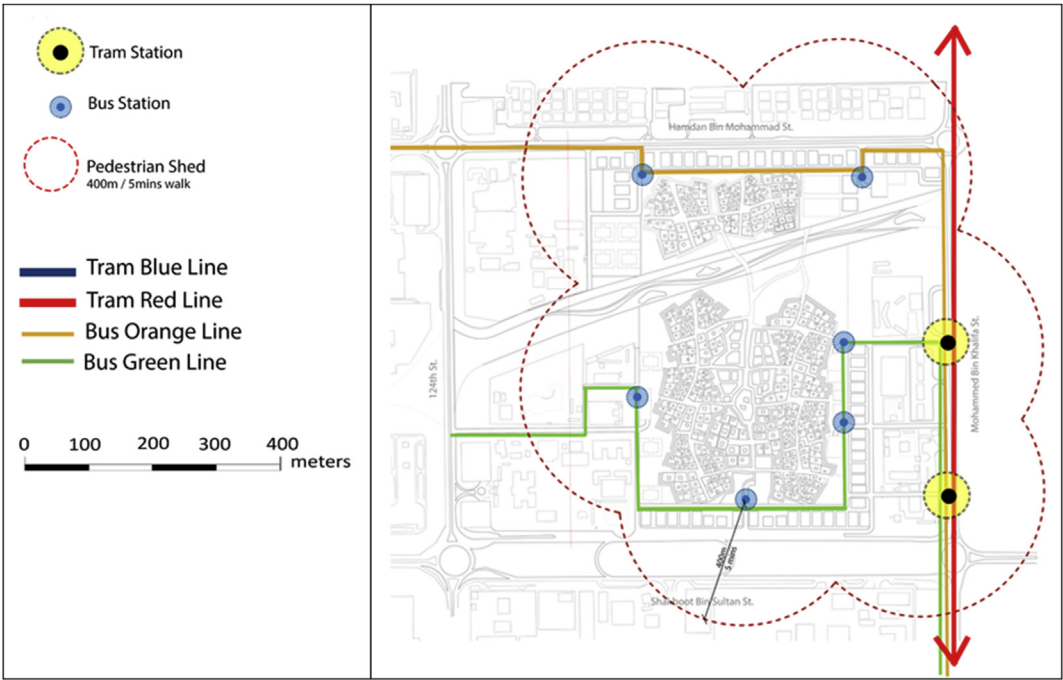 Tram Station
Bus Station
Pedestrian Shed
400m / 5mins walk
Tram Blue Line
Tram Red Line
Bus Orange Line
Bus Green Line
0 100 200 300 400
meters
Hamdan Bin Mohammad St.
124th St.
Mohammed Bin Khalifa St.
400m
5 mins
Shakhboot Bin Sultan St.